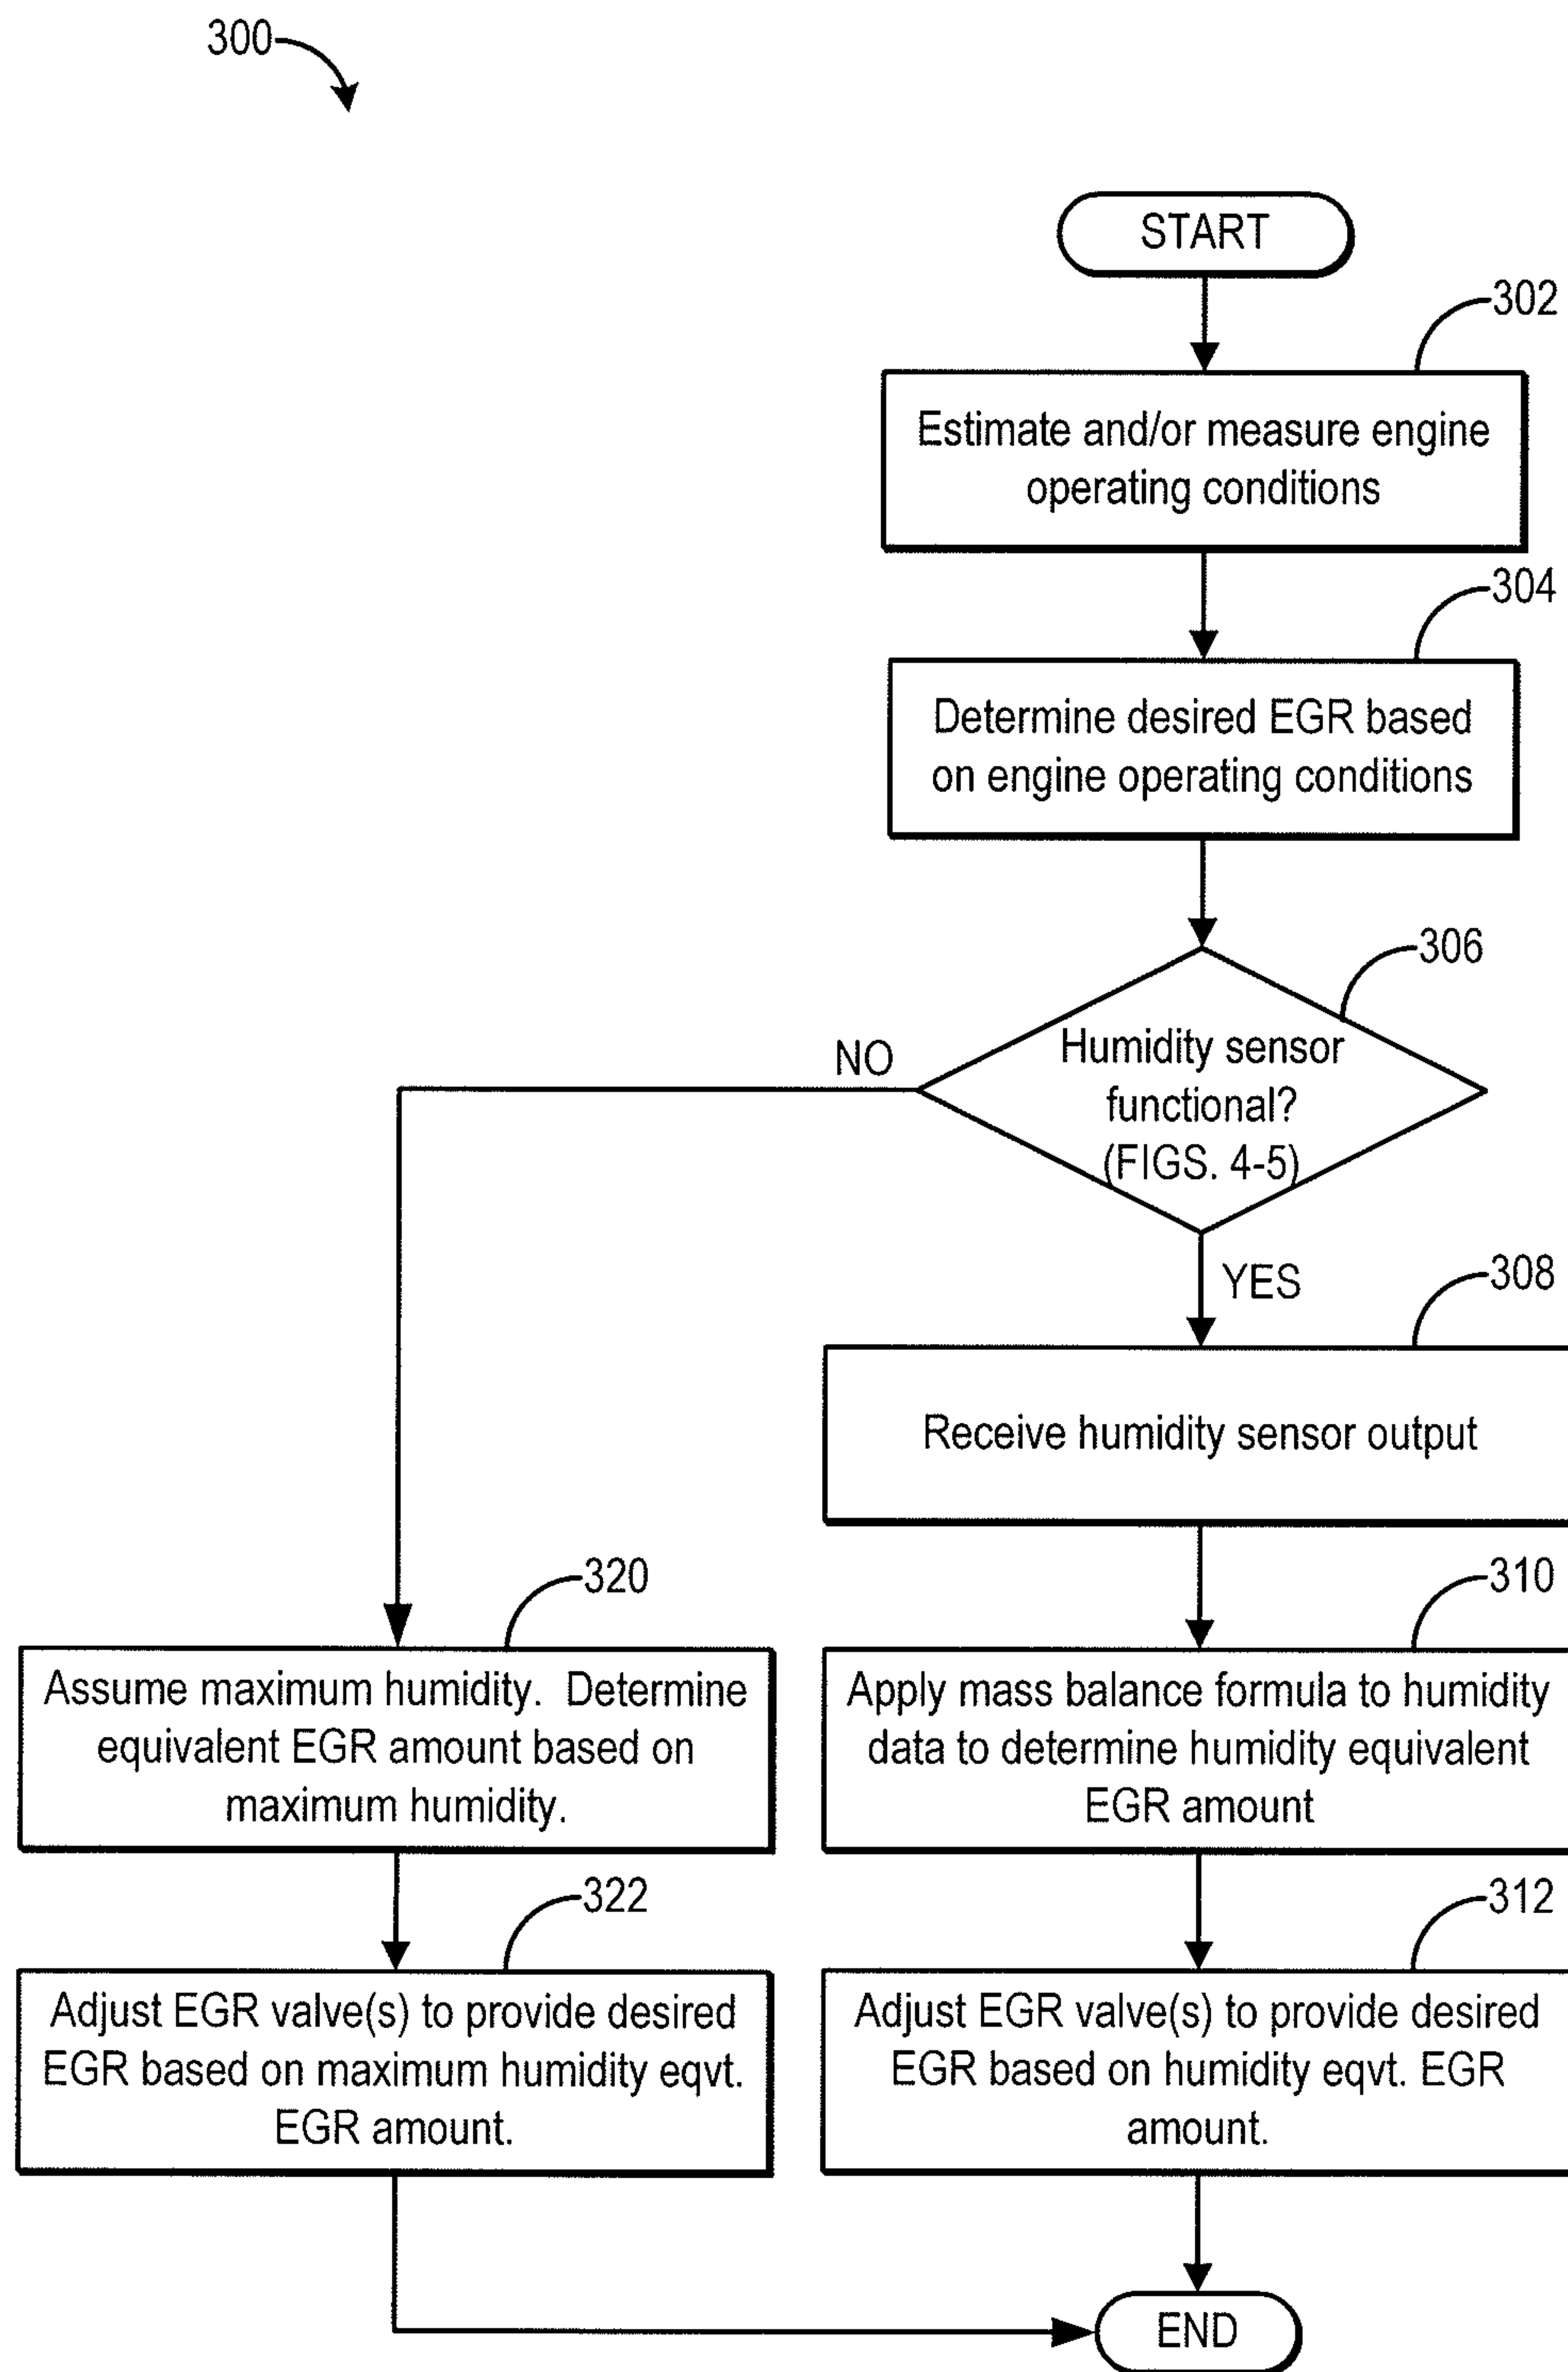 300
START
302
Estimate and/or measure engine
operating conditions
304
Determine desired EGR based
on engine operating conditions
306
Humidity sensor
functional?
(FIGS. 4-5)
NO
YES
308
Receive humidity sensor output
320
Assume maximum humidity. Determine
equivalent EGR amount based on
maximum humidity.
310
Apply mass balance formula to humidity
data to determine humidity equivalent
EGR amount
322
Adjust EGR valve(s) to provide desired
EGR based on maximum humidity eqvt.
EGR amount.
312
Adjust EGR valve(s) to provide desired
EGR based on humidity eqvt. EGR
amount.
END